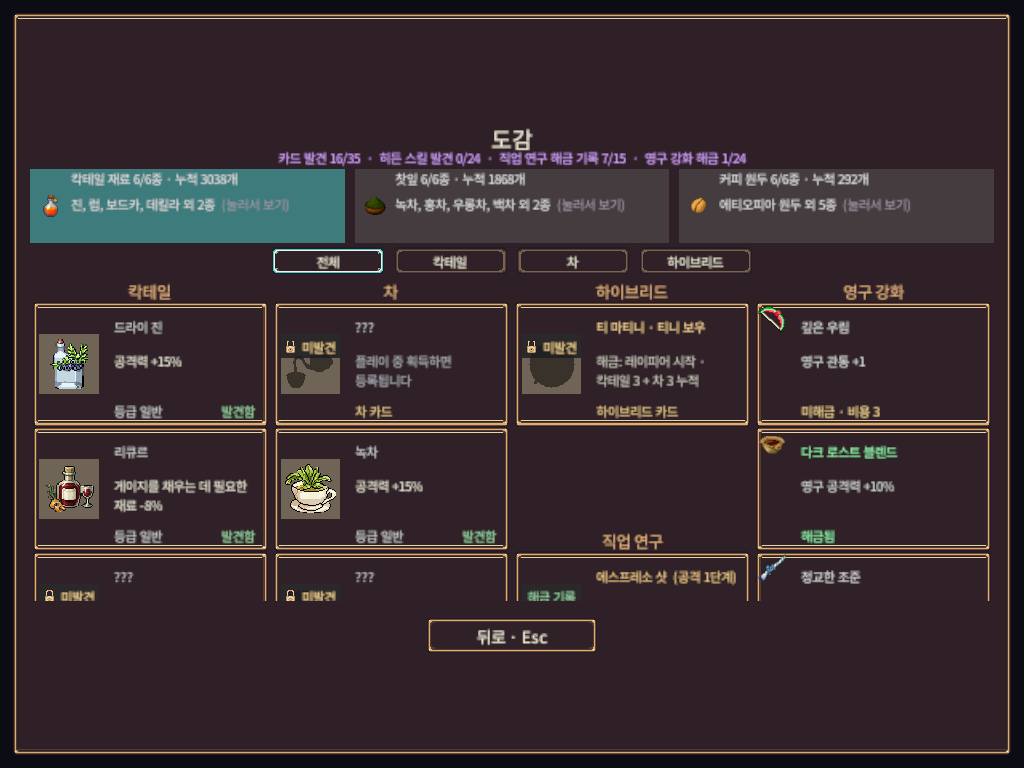 도감
카드 발견 16/35 · 히든 스킬 발견 0/24 · 직업 연구 해금 기록 7/15 · 영구 강화 해금 1/24
칵테일 재료 6/6종 · 누적 3038개
진, 럼, 보드카, 데킬라 외 2종 (눌러서 보기)
찻잎 6/6종 · 누적 1868개
녹차, 홍차, 우롱차, 백차 외 2종 (눌러서 보기)
커피 원두 6/6종 · 누적 292개
에티오피아 원두 외 5종 (눌러서 보기)
전체
칵테일
차
하이브리드
칵테일
드라이 진
공격력 +15%
등급 일반
발견함
리큐르
게이지를 채우는 데 필요한
재료 -8%
등급 일반
발견함
???
미발견
차
???
미발견
플레이 중 획득하면
등록됩니다
차 카드
녹차
공격력 +15%
등급 일반
발견함
???
미발견
하이브리드
티 마티니 · 티니 보우
미발견
해금: 레이피어 시작 ·
칵테일 3 + 차 3 누적
하이브리드 카드
직업 연구
에스프레소 샷 (공격 1단계)
해금 기록
영구 강화
깊은 우림
영구 관통 +1
미해금 · 비용 3
다크 로스트 블렌드
영구 공격력 +10%
해금됨
정교한 조준
뒤로 · Esc